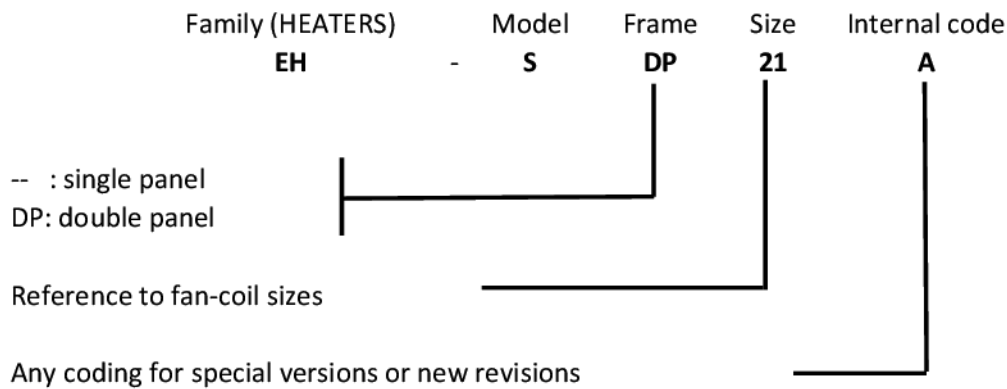 Family (HEATERS) Model Frame Size Internal code
EH - S DP 21 A
-- : single panel
DP: double panel
Reference to fan-coil sizes
Any coding for special versions or new revisions